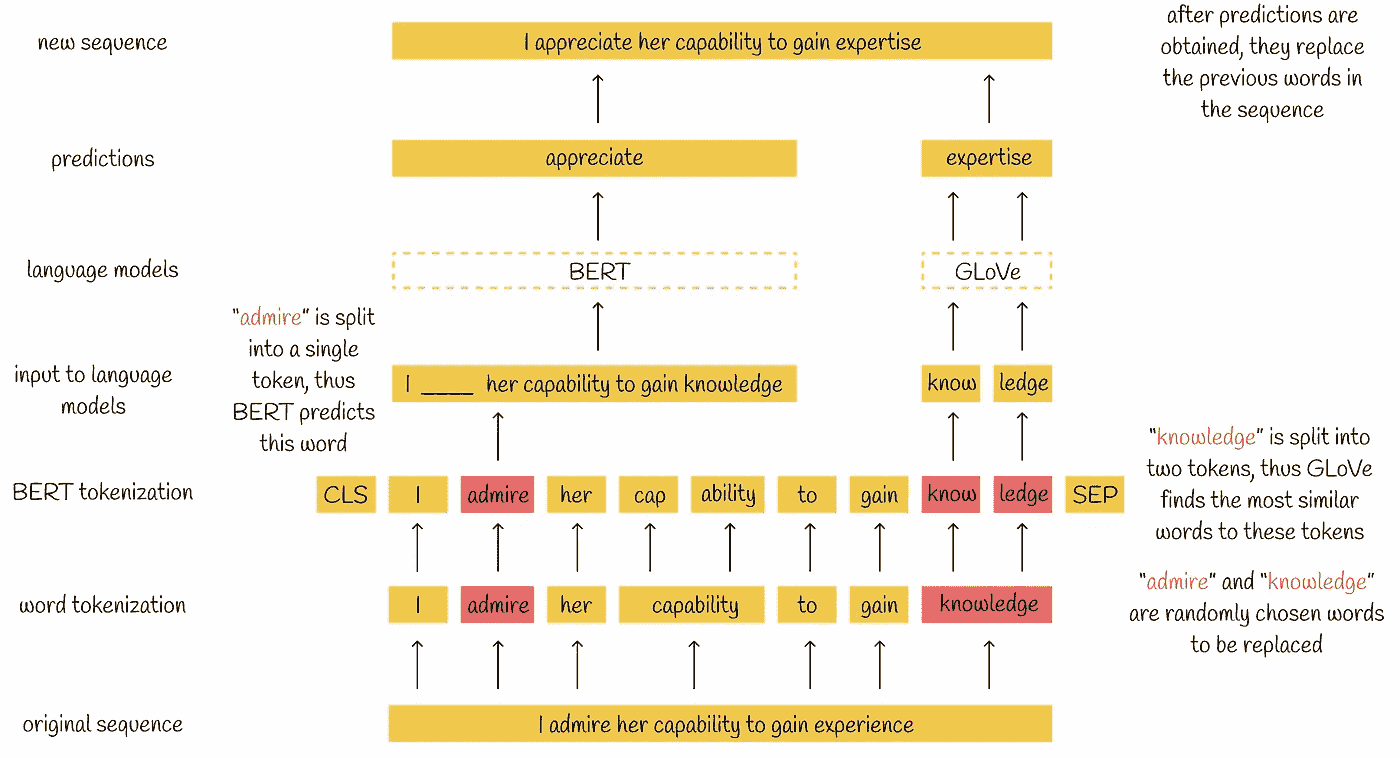 new sequence
I appreciate her capability to gain expertise
after predictions are
obtained, they replace
the previous words in
the sequence
predictions
appreciate
expertise
language models
BERT
GLoVe
"admire" is split
into a single
token, thus
BERT predicts
this word
input to language
models
I ____ her capability to gain knowledge
know
ledge
"knowledge" is split into
two tokens, thus GLoVe
finds the most similar
words to these tokens
BERT tokenization
CLS
I
admire
her
cap
ability
to
gain
know
ledge
SEP
word tokenization
I
admire
her
capability
to
gain
knowledge
"admire" and "knowledge"
are randomly chosen words
to be replaced
original sequence
I admire her capability to gain experience